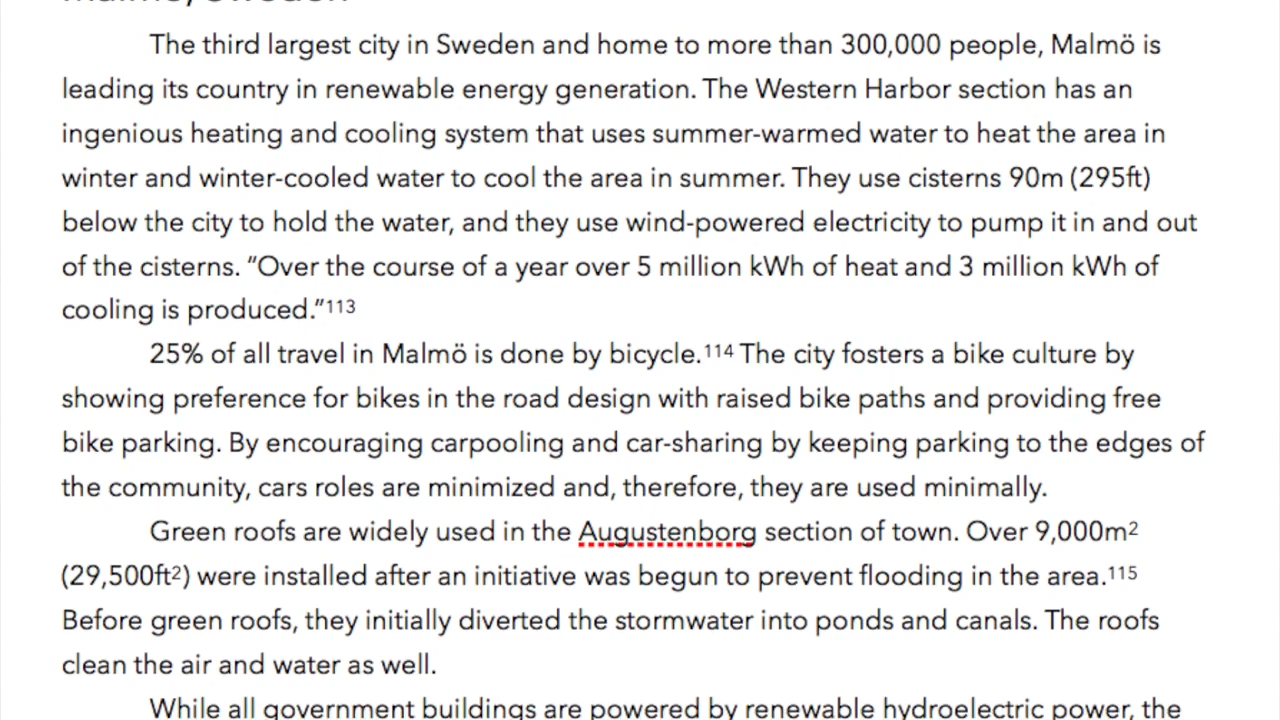 Malmö, Sweden
The third largest city in Sweden and home to more than 300,000 people, Malmö is
leading its country in renewable energy generation. The Western Harbor section has an
ingenious heating and cooling system that uses summer-warmed water to heat the area in
winter and winter-cooled water to cool the area in summer. They use cisterns 90m (295ft)
below the city to hold the water, and they use wind-powered electricity to pump it in and out
of the cisterns. “Over the course of a year over 5 million kWh of heat and 3 million kWh of
cooling is produced.”113
25% of all travel in Malmö is done by bicycle.114 The city fosters a bike culture by
showing preference for bikes in the road design with raised bike paths and providing free
bike parking. By encouraging carpooling and car-sharing by keeping parking to the edges of
the community, cars roles are minimized and, therefore, they are used minimally.
Green roofs are widely used in the Augustenborg section of town. Over 9,000m2
(29,500ft2) were installed after an initiative was begun to prevent flooding in the area.115
Before green roofs, they initially diverted the stormwater into ponds and canals. The roofs
clean the air and water as well.
While all government buildings are powered by renewable hydroelectric power, the